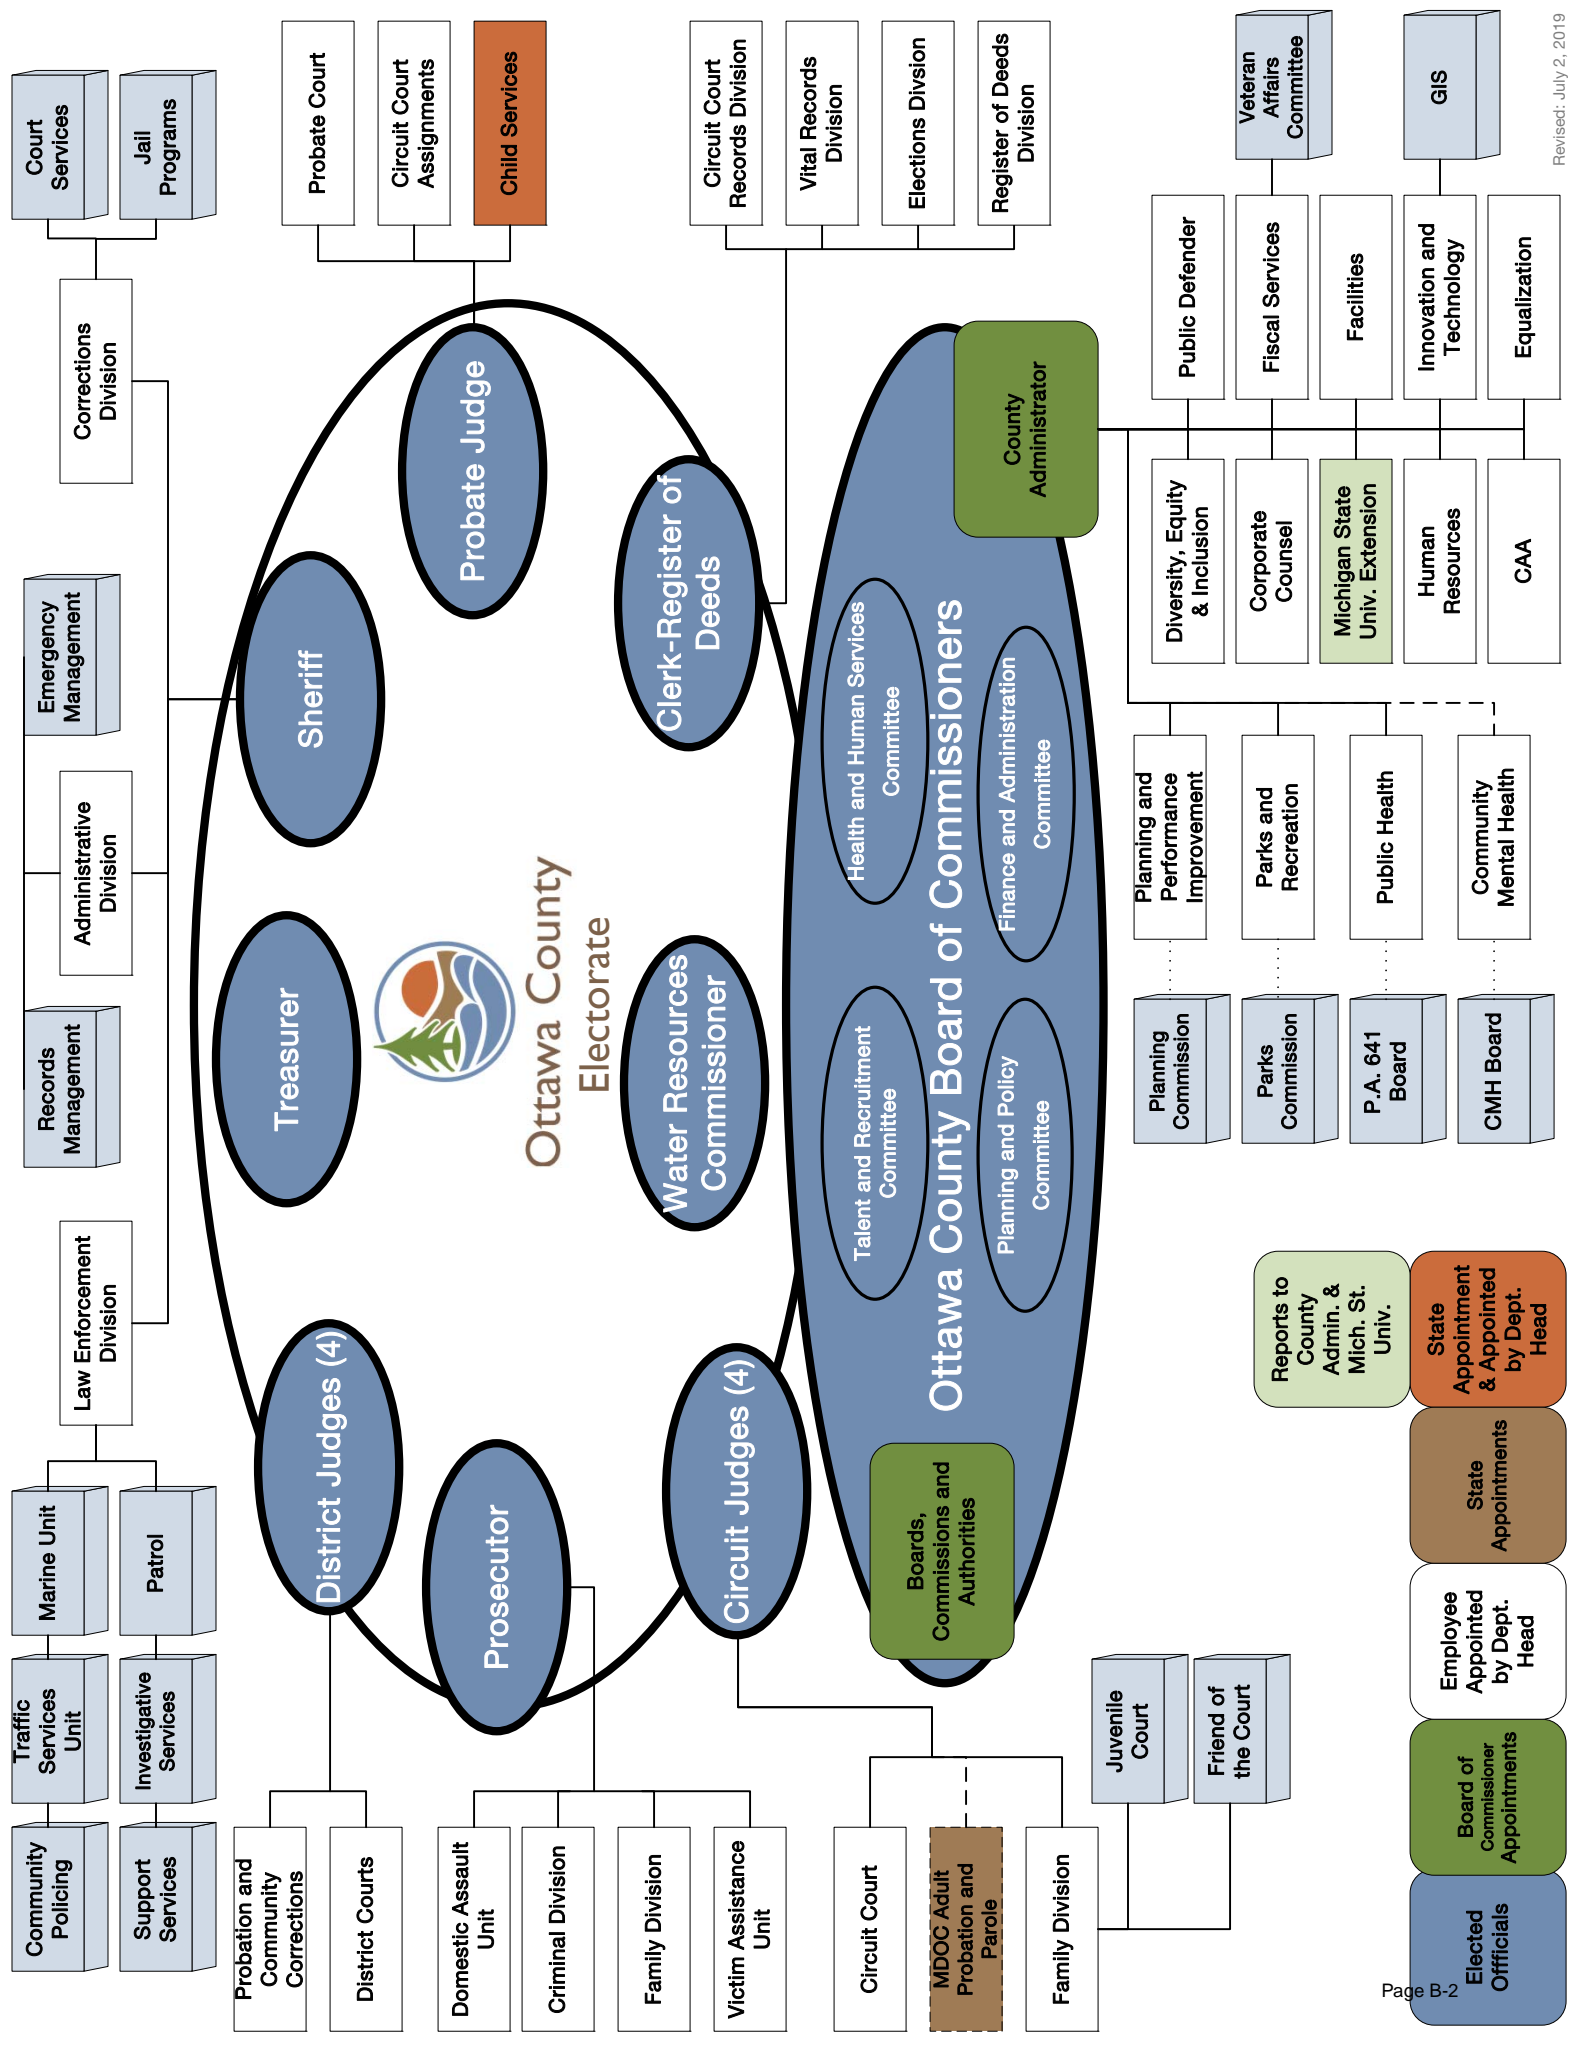 Community
Policing
Traffic
Services
Unit
Marine Unit
Support
Services
Investigative
Services
Patrol
Law Enforcement
Division
Records
Management
Administrative
Division
Emergency
Management
Corrections
Division
Court
Services
Jail
Programs
Probation and
Community
Corrections
District Courts
Domestic Assault
Unit
Criminal Division
Family Division
Victim Assistance
Unit
Circuit Court
MDOC Adult
Probation and
Parole
Family Division
Juvenile
Court
Friend of
the Court
District Judges (4)
Prosecutor
Circuit Judges (4)
Treasurer
Sheriff
Probate Judge
Ottawa County
Electorate
Water Resources
Commissioner
Clerk-Register of
Deeds
Probate Court
Circuit Court
Assignments
Child Services
Circuit Court
Records Division
Vital Records
Division
Elections Divsion
Register of Deeds
Division
Boards,
Commissions and
Authorities
Talent and Recruitment
Committee
Health and Human Services
Committee
Ottawa County Board of Commissioners
Planning and Policy
Committee
Finance and Administration
Committee
County
Administrator
Planning
Commission
Planning and
Performance
Improvement
Parks
Commission
Parks and
Recreation
P.A. 641
Board
Public Health
CMH Board
Community
Mental Health
Diversity, Equity
& Inclusion
Public Defender
Corporate
Counsel
Fiscal Services
Veteran
Affairs
Committee
Michigan State
Univ. Extension
Facilities
Human
Resources
Innovation and
Technology
GIS
CAA
Equalization
Reports to
County
Admin. &
Mich. St.
Univ.
Elected
Offficials
Board of
Commissioner
Appointments
Employee
Appointed
by Dept.
Head
State
Appointments
State
Appointment
& Appointed
by Dept.
Head
Revised: July 2, 2019
Page B-2